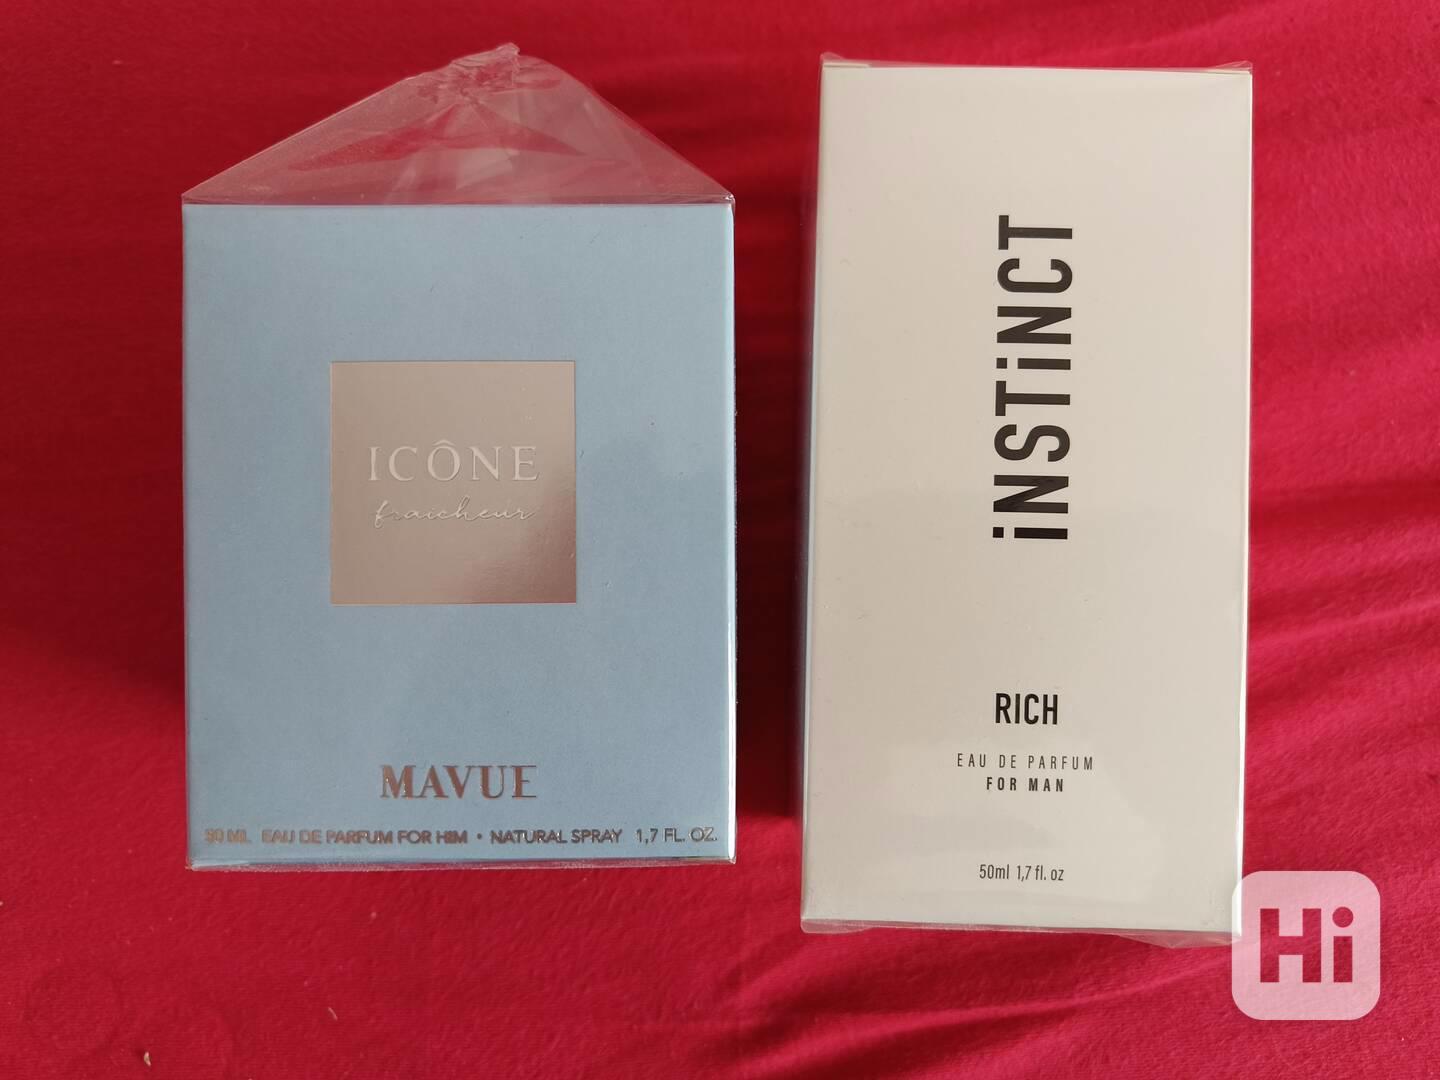 ICÔNE
fraîcheur
MAVUE
50 ML EAU DE PARFUM FOR HIM • NATURAL SPRAY 1,7 FL. OZ.
iNSTiNCT
RICH
EAU DE PARFUM
FOR MAN
50ml 1,7 fl. oz
Hi